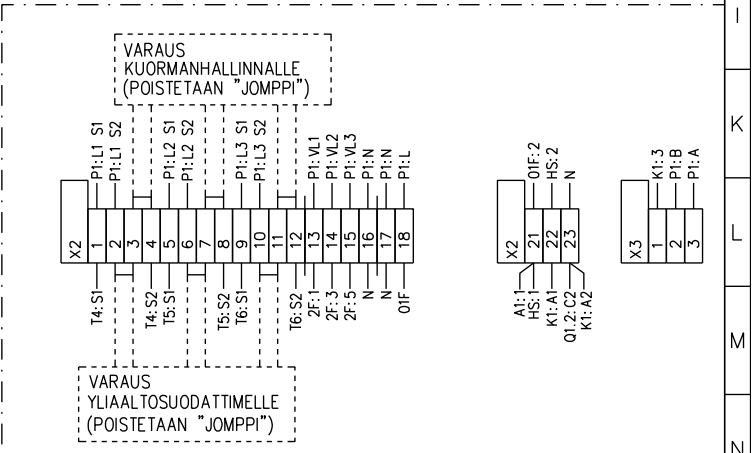 I
VARAUS
KUORMANHALLINNALLE
(POISTETAAN "JOMPPI")
K
P1:L1 S1
P1:L1 S2
P1:L2 S1
P1:L2 S2
P1:L3 S1
P1:L3 S2
P1:VL1
P1:VL2
P1:VL3
P1:N
P1:N
P1:L
01F:2
HS:2
N
K1:3
P1:B
P1:A
X2 1 2 3 4 5 6 7 8 9 10 11 12 13 14 15 16 17 18
X2 21 22 23
X3 1 2 3
L
T4:S1
T4:S2
T5:S1
T5:S2
T6:S1
T6:S2
2F:1
2F:3
2F:5
N
N
01F
A1:1
HS:1
K1:A1
Q1.2:C2
K1:A2
M
VARAUS
YLIAALTOSUODATTIMELLE
(POISTETAAN "JOMPPI")
N